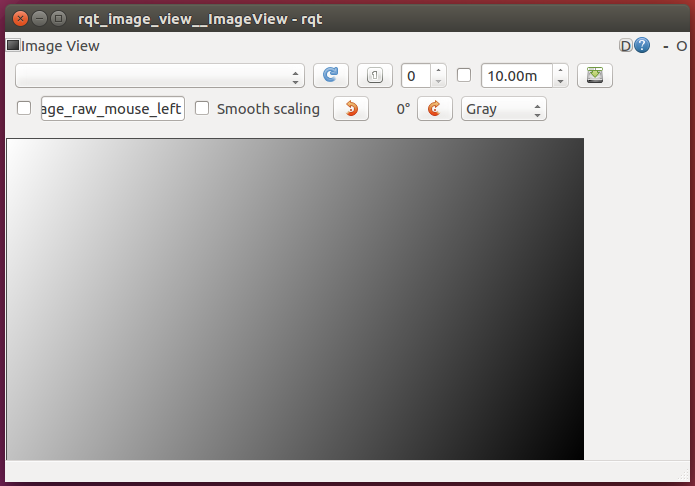 rqt_image_view__ImageView - rqt
Image View D ? - O
0 10.00m
age_raw_mouse_left Smooth scaling 0° Gray